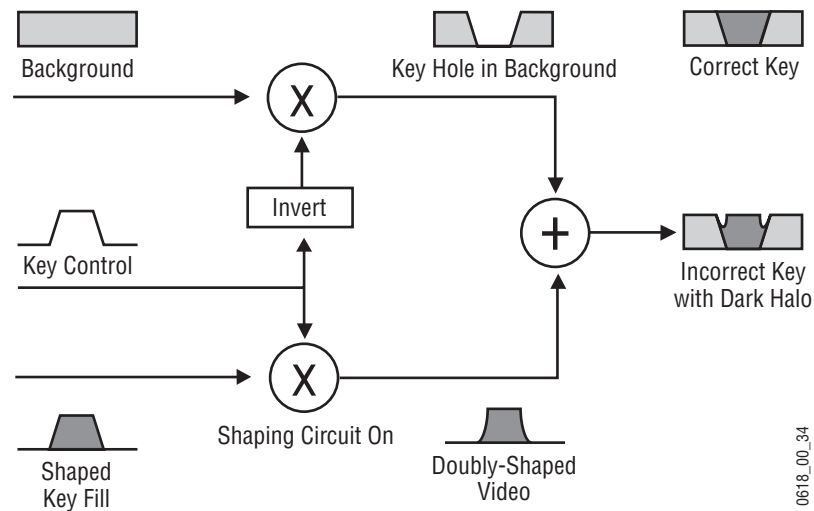 Background
Key Hole in Background
Correct Key
X
Invert
Key Control
+
Incorrect Key
with Dark Halo
X
Shaping Circuit On
Shaped
Key Fill
Doubly-Shaped
Video
0618_00_34